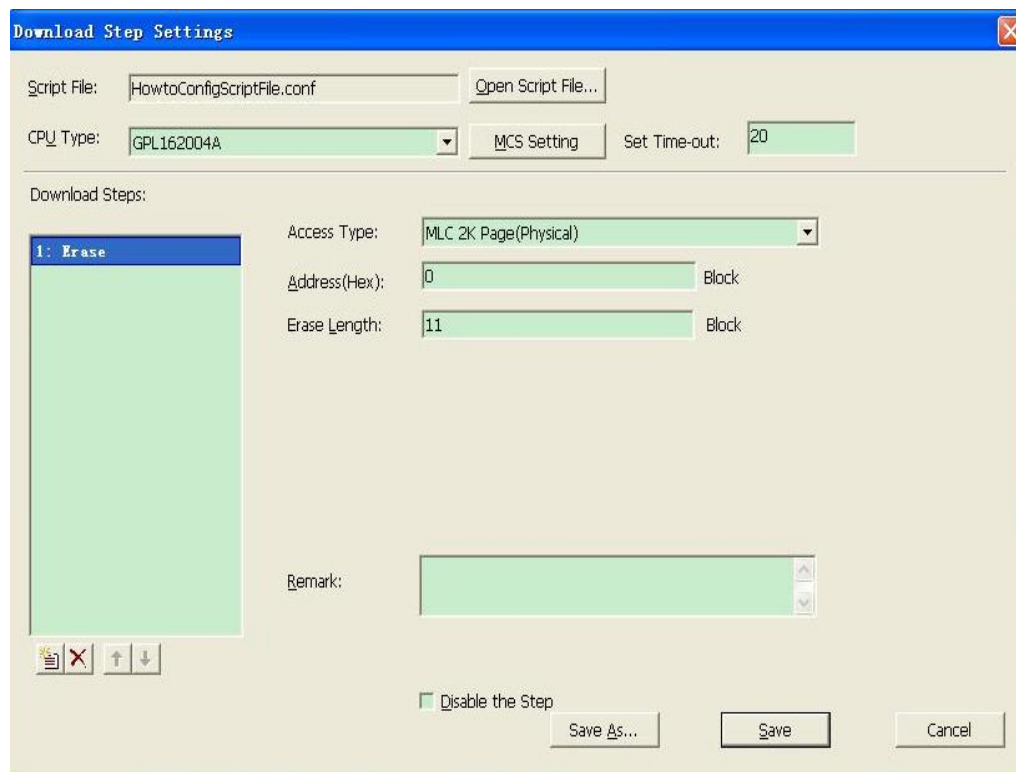 Download Step Settings
Script File: HowtoConfigScriptFile.conf Open Script File...
CPU Type: GPL162004A MCS Setting Set Time-out: 20
Download Steps:
1: Erase
Access Type: MLC 2K Page(Physical)
Address(Hex): 0 Block
Erase Length: 11 Block
Remark:
Disable the Step
Save As... Save Cancel